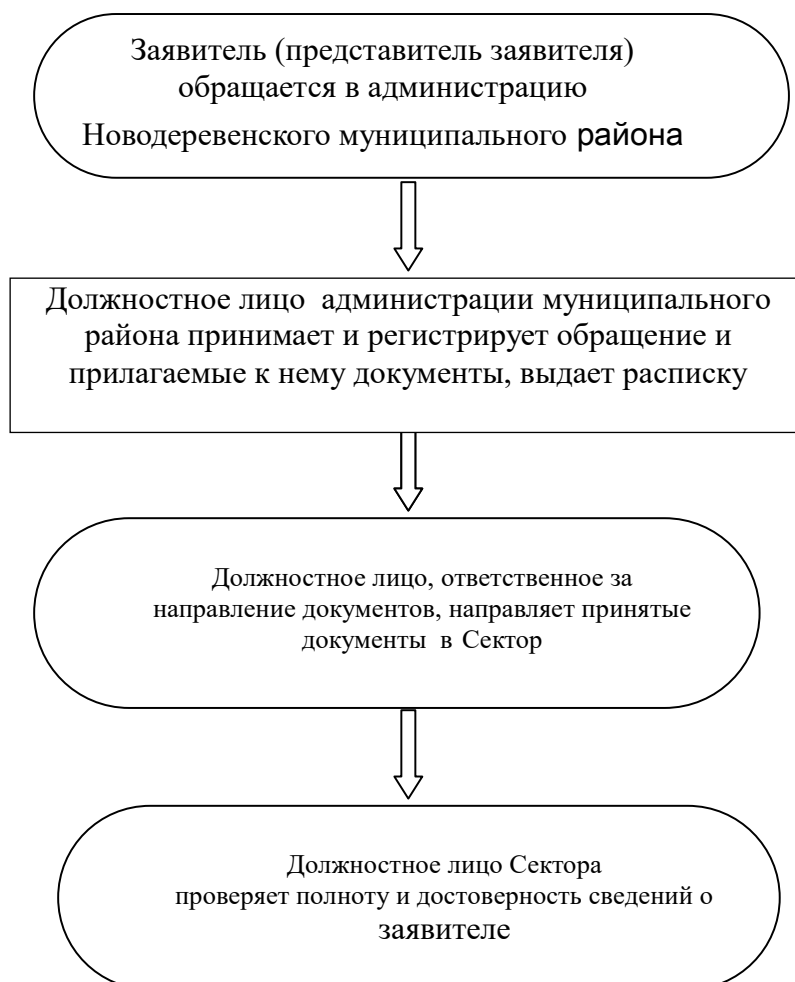 Заявитель (представитель заявителя)
обращается в администрацию
Новодеревенского муниципального района
Должностное лицо администрации муниципального
района принимает и регистрирует обращение и
прилагаемые к нему документы, выдает расписку
Должностное лицо, ответственное за
направление документов, направляет принятые
документы в Сектор
Должностное лицо Сектора
проверяет полноту и достоверность сведений о
заявителе